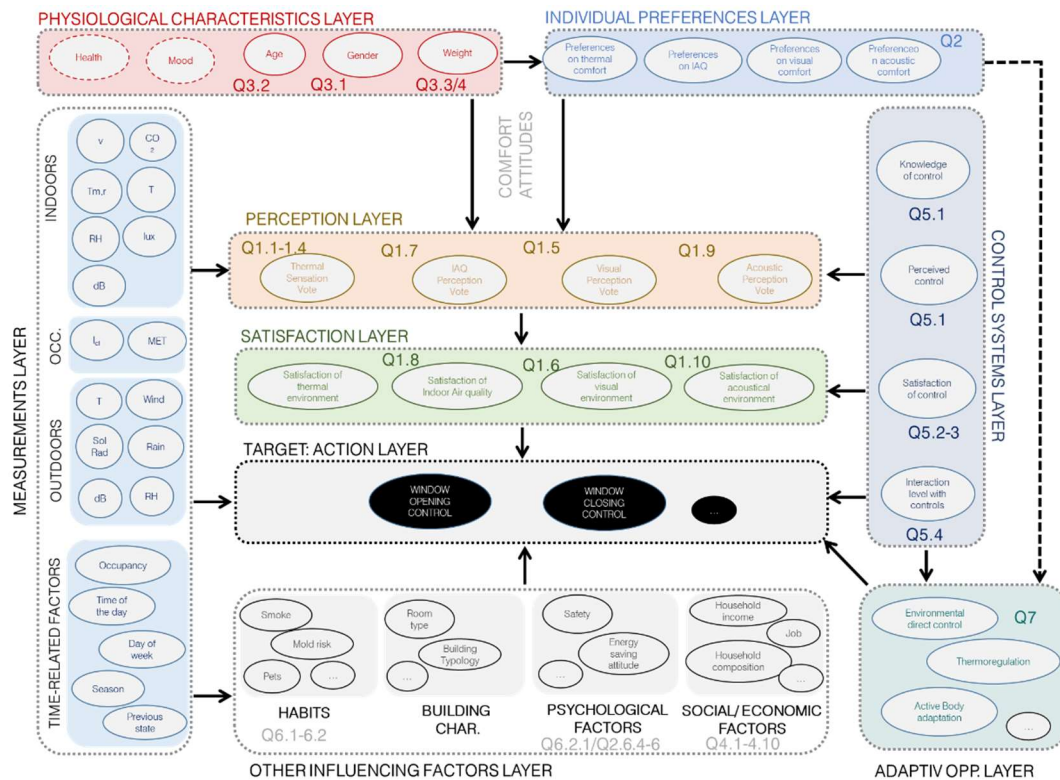 PHYSIOLOGICAL CHARACTERISTICS LAYER
Health
Mood
Age
Gender
Weight
Q3.2
Q3.1
Q3.3/4
INDIVIDUAL PREFERENCES LAYER
Q2
Preferences
on thermal
comfort
Preferences
on IAQ
Preferences
on visual
comfort
Preferenceo
n acoustic
comfort
COMFORT
ATTITUDES
MEASUREMENTS LAYER
INDOORS
v
CO
2
Tm,r
T
RH
lux
dB
OCC.
Icl
MET
OUTDOORS
T
Wind
Sol
Rad
Rain
dB
RH
TIME-RELATED FACTORS
Occupancy
Time of
the day
Day of
week
Season
Previous
state
PERCEPTION LAYER
Q1.1-1.4
Q1.7
Q1.5
Q1.9
Thermal
Sensation
Vote
IAQ
Perception
Vote
Visual
Perception
Vote
Acoustic
Perception
Vote
SATISFACTION LAYER
Q1.8
Q1.6
Q1.10
Satisfaction of
thermal
environment
Satisfaction of
Indoor Air quality
Satisfaction of
visual
environment
Satisfaction of
acoustical
environment
TARGET: ACTION LAYER
WINDOW
OPENING
CONTROL
WINDOW
CLOSING
CONTROL
...
CONTROL SYSTEMS LAYER
Knowledge
of control
Q5.1
Perceived
control
Q5.1
Satisfaction
of control
Q5.2-3
Interaction
level with
controls
Q5.4
Smoke
Mold risk
Pets
...
HABITS
Q6.1-6.2
Room
type
Building
Typology
...
BUILDING
CHAR.
Safety
Energy
saving
attitude
...
PSYCHOLOGICAL
FACTORS
Q6.2.1/Q2.6.4-6
Household
income
Job
Household
composition
...
SOCIAL/ECONOMIC
FACTORS
Q4.1-4.10
OTHER INFLUENCING FACTORS LAYER
Environmental
direct control
Q7
Thermoregulation
Active Body
adaptation
...
ADAPTIV OPP. LAYER